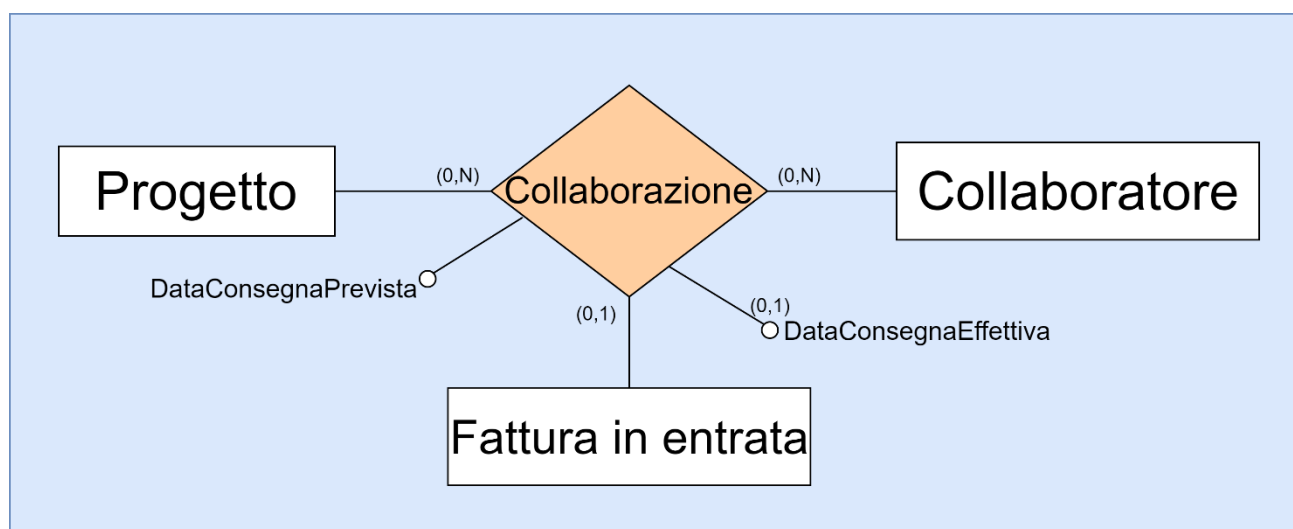 Progetto
(0,N)
Collaborazione
(0,N)
Collaboratore
DataConsegnaPrevista
(0,1)
(0,1)
DataConsegnaEffettiva
Fattura in entrata